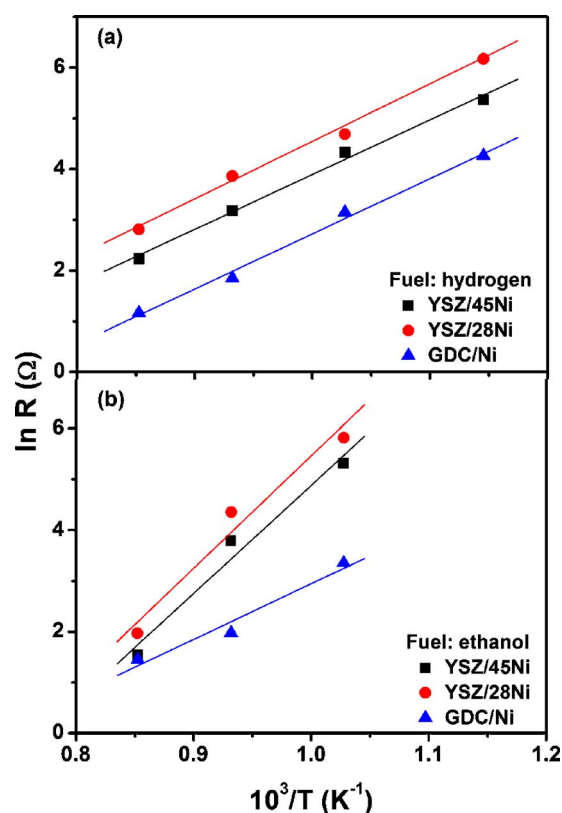 (a)
6
4
2
0
Fuel: hydrogen
YSZ/45Ni
YSZ/28Ni
GDC/Ni
ln R (Ω)
(b)
6
4
2
0
Fuel: ethanol
YSZ/45Ni
YSZ/28Ni
GDC/Ni
0.8 0.9 1.0 1.1 1.2
10³/T (K⁻¹)